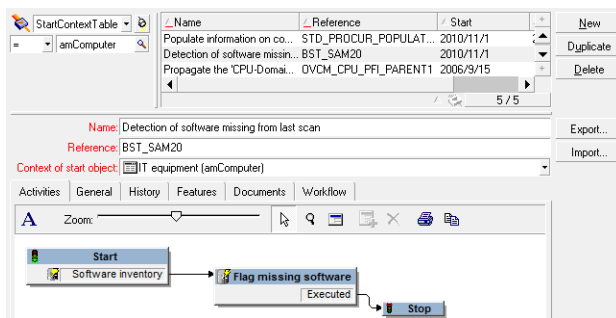 StartContextTable
Name Reference Start
= amComputer
Populate information on co... STD_PROCUR_POPULAT... 2010/11/1
Detection of software missin... BST_SAM20 2010/11/1
Propagate the 'CPU-Domai... OVCM_CPU_PFI_PARENT1 2006/9/15
5 / 5
New
Duplicate
Delete
Name: Detection of software missing from last scan
Reference: BST_SAM20
Context of start object: IT equipment (amComputer)
Export...
Import...
Activities General History Features Documents Workflow
A Zoom:
Start
Software inventory
Flag missing software
Executed
Stop